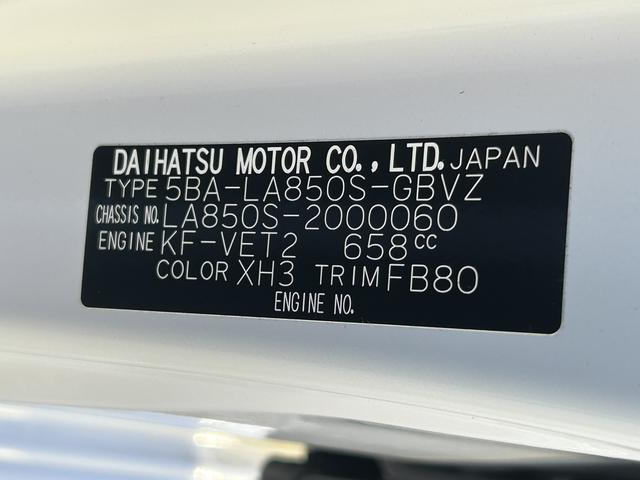 DAIHATSU MOTOR CO., LTD. JAPAN
TYPE 5BA-LA850S-GBVZ
CHASSIS NO. LA850S-2000060
ENGINE KF-VET2 658CC
COLOR XH3 TRIM FB80
ENGINE NO.